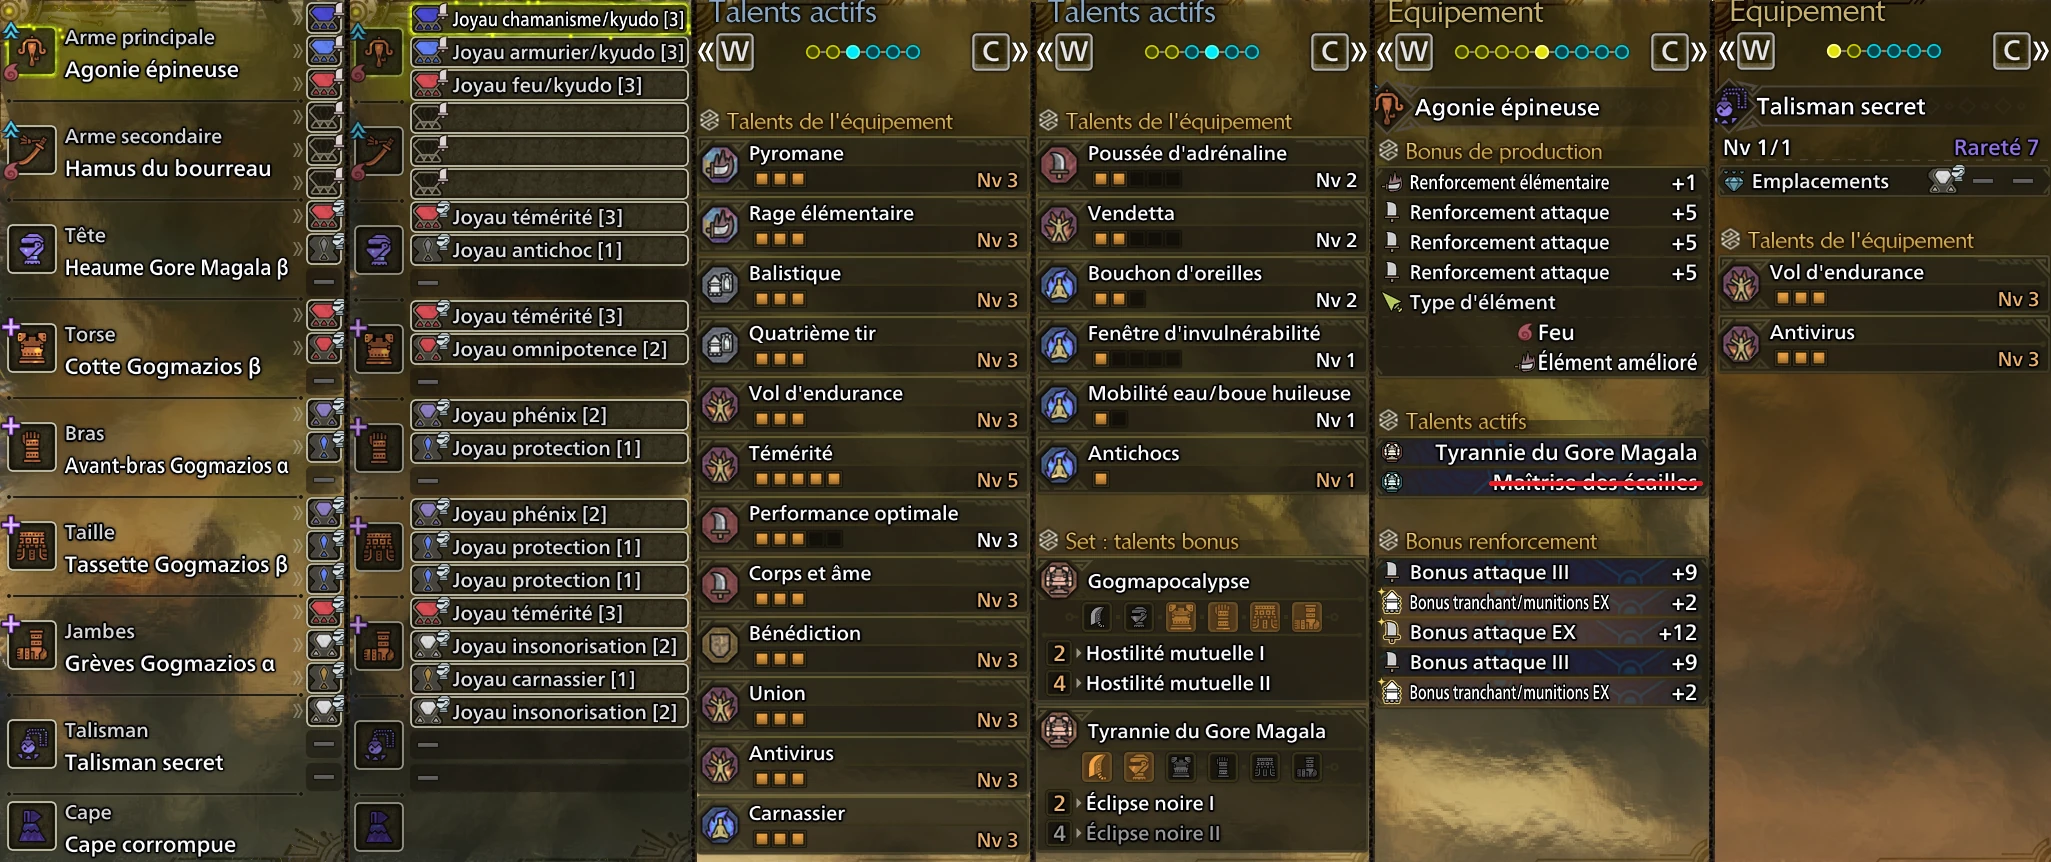 Arme principale
Agonie épineuse
Arme secondaire
Hamus du bourreau
Tête
Heaume Gore Magala β
Torse
Cotte Gogmazios β
Bras
Avant-bras Gogmazios α
Taille
Tassette Gogmazios β
Jambes
Grèves Gogmazios α
Talisman
Talisman secret
Cape
Cape corrompue
Joyau chamanisme/kyudo [3]
Joyau armurier/kyudo [3]
Joyau feu/kyudo [3]
Joyau témérité [3]
Joyau antichoc [1]
Joyau témérité [3]
Joyau omnipotence [2]
Joyau phénix [2]
Joyau protection [1]
Joyau phénix [2]
Joyau protection [1]
Joyau protection [1]
Joyau témérité [3]
Joyau insonorisation [2]
Joyau carnassier [1]
Joyau insonorisation [2]
Talents actifs
W C
Talents de l'équipement
Pyromane
Nv 3
Rage élémentaire
Nv 3
Balistique
Nv 3
Quatrième tir
Nv 3
Vol d'endurance
Nv 3
Témérité
Nv 5
Performance optimale
Nv 3
Corps et âme
Nv 3
Bénédiction
Nv 3
Union
Nv 3
Antivirus
Nv 3
Carnassier
Nv 3
Talents actifs
W C
Talents de l'équipement
Poussée d'adrénaline
Nv 2
Vendetta
Nv 2
Bouchon d'oreilles
Nv 2
Fenêtre d'invulnérabilité
Nv 1
Mobilité eau/boue huileuse
Nv 1
Antichocs
Nv 1
Set : talents bonus
Gogmapocalypse
2 Hostilité mutuelle I
4 Hostilité mutuelle II
Tyrannie du Gore Magala
2 Éclipse noire I
4 Éclipse noire II
Equipement
W C
Agonie épineuse
Bonus de production
Renforcement élémentaire +1
Renforcement attaque +5
Renforcement attaque +5
Renforcement attaque +5
Type d'élément
Feu
Élément amélioré
Talents actifs
Tyrannie du Gore Magala
Maîtrise des écailles
Bonus renforcement
Bonus attaque III +9
Bonus tranchant/munitions EX +2
Bonus attaque EX +12
Bonus attaque III +9
Bonus tranchant/munitions EX +2
Equipement
W C
Talisman secret
Nv 1/1 Rareté 7
Emplacements
Talents de l'équipement
Vol d'endurance
Nv 3
Antivirus
Nv 3